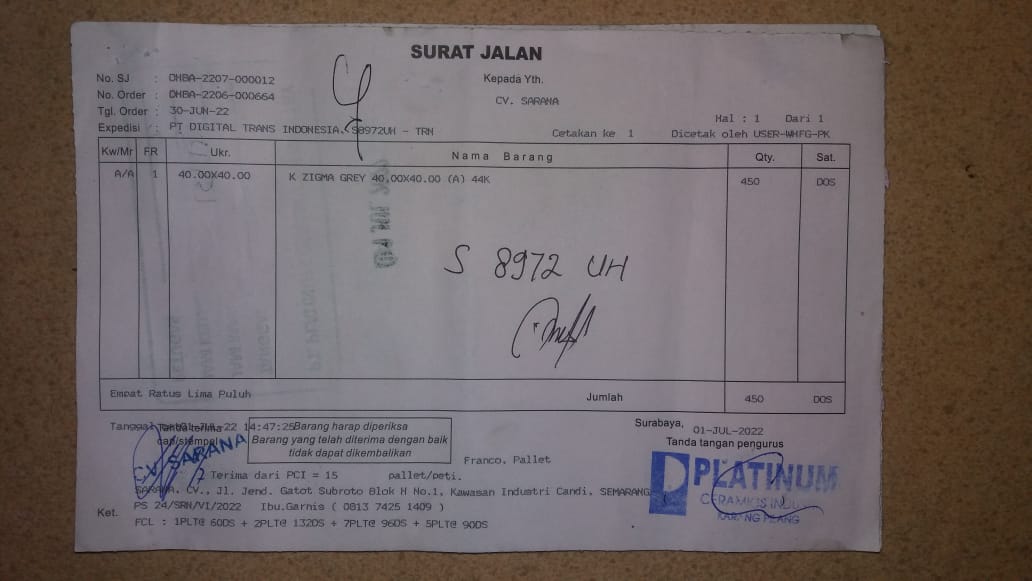 SURAT JALAN
No. SJ : DHBA-2207-000012
Kepada Yth.
No. Order : DHBA-2206-000664
CV. SARANA
Tgl. Order : 30-JUN-22
Hal : 1 Dari 1
Expedisi : PT DIGITAL TRANS INDONESIA. S8972UH - TRN
Cetakan ke 1 Dicetak oleh USER-WHFG-PK
Kw/Mr FR Ukr. Nama Barang Qty. Sat.
A/A 1 40.00X40.00 K ZIGMA GREY 40.00X40.00 (A) 44K 450 DOS
S 8972 UH
Empat Ratus Lima Puluh Jumlah 450 DOS
Tanggal 01-JUL-22 14:47:25
Tanda terima
cap/stempel
CV SARANA
Barang harap diperiksa
Barang yang telah diterima dengan baik
tidak dapat dikembalikan
Franco, Pallet
Surabaya, 01-JUL-2022
Tanda tangan pengurus
PLATINUM
CERAMICS
KARANG PILANG
Terima dari PCI = 15 pallet/peti.
SARANA, CV., Jl. Jend. Gatot Subroto Blok H No.1, Kawasan Industri Candi, SEMARANG
Ket. PS 24/SRN/VI/2022 Ibu.Garnis ( 0813 7425 1409 )
FCL : 1PLT@ 60DS + 2PLT@ 132DS + 7PLT@ 96DS + 5PLT@ 90DS